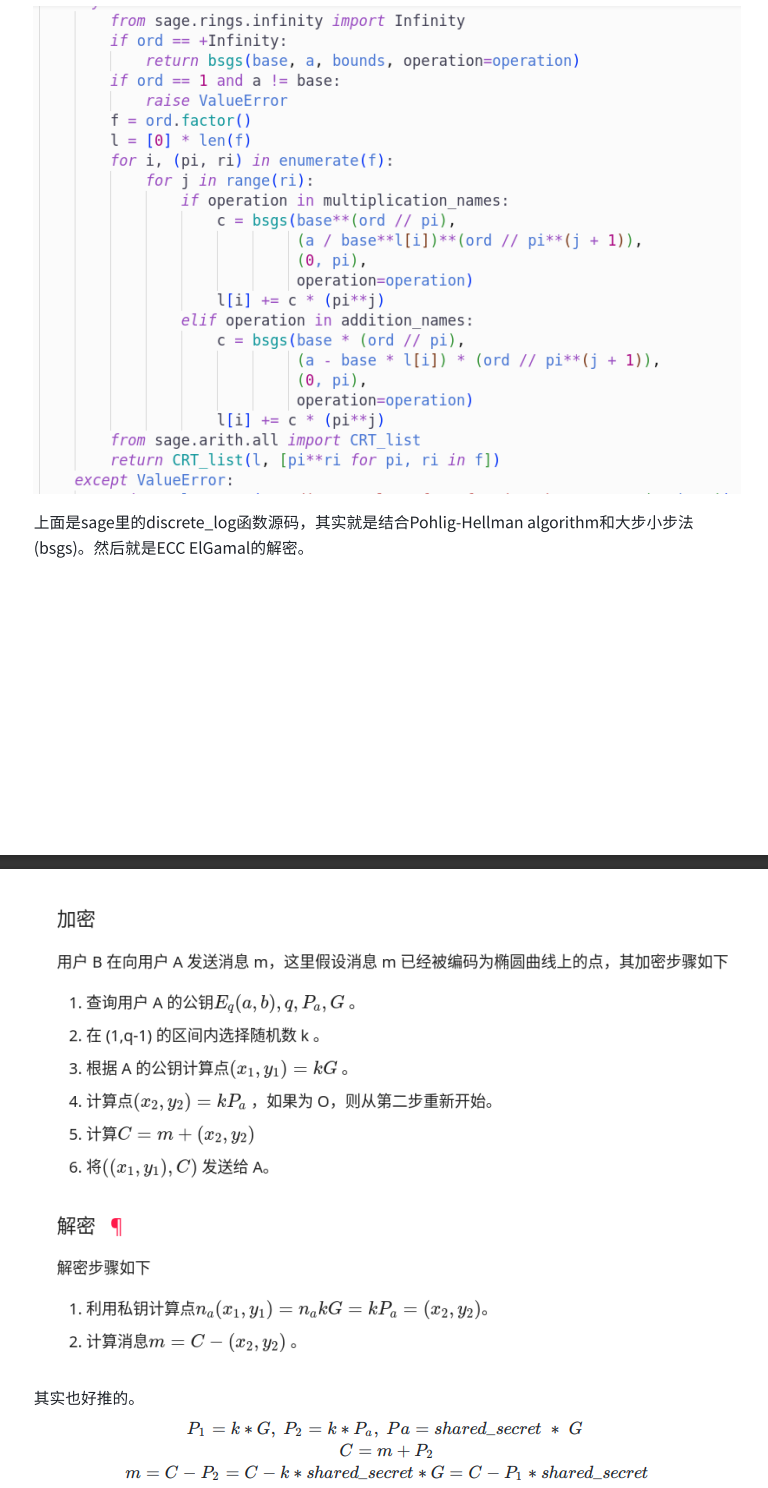 from sage.rings.infinity import Infinity
if ord == +Infinity:
return bsgs(base, a, bounds, operation=operation)
if ord == 1 and a != base:
raise ValueError
f = ord.factor()
l = [0] * len(f)
for i, (pi, ri) in enumerate(f):
for j in range(ri):
if operation in multiplication_names:
c = bsgs(base**(ord // pi),
(a / base**l[i])**(ord // pi**(j + 1)),
(0, pi),
operation=operation)
l[i] += c * (pi**j)
elif operation in addition_names:
c = bsgs(base * (ord // pi),
(a - base * l[i]) * (ord // pi**(j + 1)),
(0, pi),
operation=operation)
l[i] += c * (pi**j)
from sage.arith.all import CRT_list
return CRT_list(l, [pi**ri for pi, ri in f])
except ValueError:
上面是sage里的discrete_log函数源码，其实就是结合Pohlig-Hellman algorithm和大步小步法
(bsgs)。然后就是ECC ElGamal的解密。
加密
用户 B 在向用户 A 发送消息 m，这里假设消息 m 已经被编码为椭圆曲线上的点，其加密步骤如下
1. 查询用户 A 的公钥E_q(a, b), q, P_a, G 。
2. 在 (1,q-1) 的区间内选择随机数 k 。
3. 根据 A 的公钥计算点(x_1, y_1) = kG 。
4. 计算点(x_2, y_2) = kP_a ，如果为 O，则从第二步重新开始。
5. 计算C = m + (x_2, y_2)
6. 将((x_1, y_1), C) 发送给 A。
解密 ¶
解密步骤如下
1. 利用私钥计算点n_a(x_1, y_1) = n_akG = kP_a = (x_2, y_2)。
2. 计算消息m = C − (x_2, y_2) 。
其实也好推的。
P_1 = k ∗ G, P_2 = k ∗ P_a, Pa = shared_secret ∗ G
C = m + P_2
m = C − P_2 = C − k ∗ shared_secret ∗ G = C − P_1 ∗ shared_secret